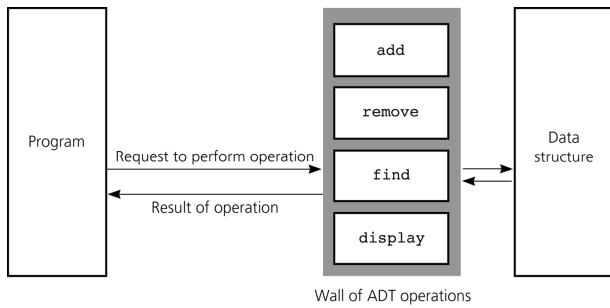 Program
Request to perform operation
Result of operation
add
remove
find
display
Data
structure
Wall of ADT operations